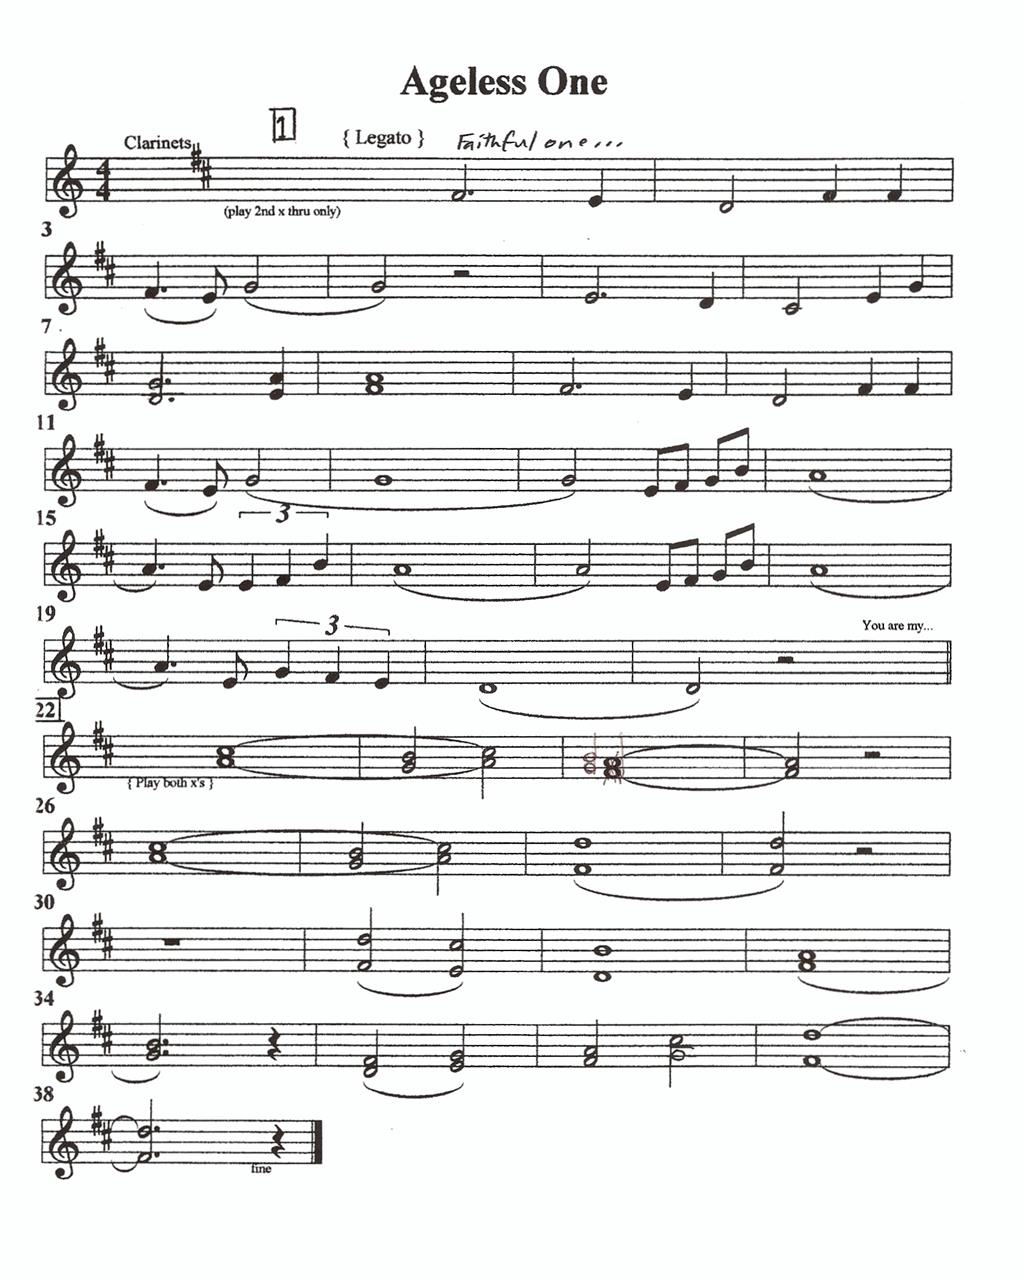 Ageless One
1
Clarinets { Legato } Faithful one...
4
4
(play 2nd x thru only)
3
7
11
3
15
3
19
You are my...
22
{ Play both x's }
26
30
34
38
fine